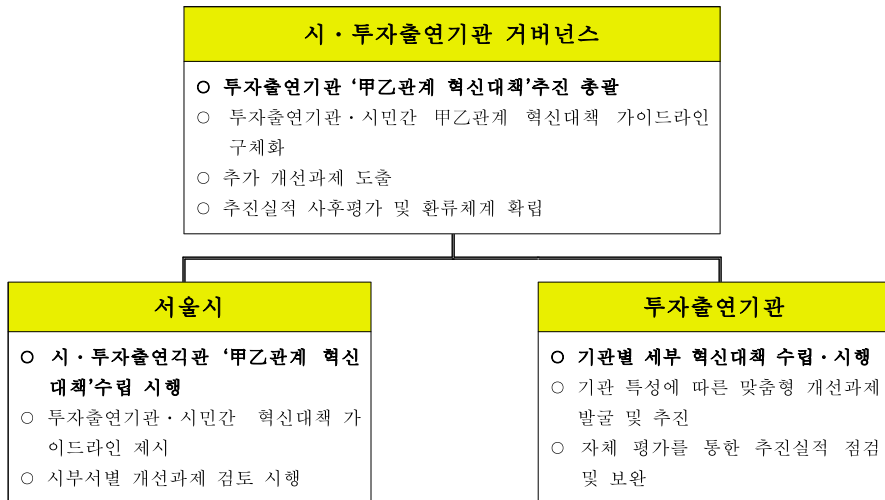 시·투자출연기관 거버넌스
○ 투자출연기관 ‘甲乙관계 혁신대책’추진 총괄
○ 투자출연기관·시민간 甲乙관계 혁신대책 가이드라인
구체화
○ 추가 개선과제 도출
○ 추진실적 사후평가 및 환류체계 확립
서울시
○ 시·투자출연각관 ‘甲乙관계 혁신
대책’수립 시행
○ 투자출연기관·시민간 혁신대책 가
이드라인 제시
○ 시부서별 개선과제 검토 시행
투자출연기관
○ 기관별 세부 혁신대책 수립·시행
○ 기관 특성에 따른 맞춤형 개선과제
발굴 및 추진
○ 자체 평가를 통한 추진실적 점검
및 보완